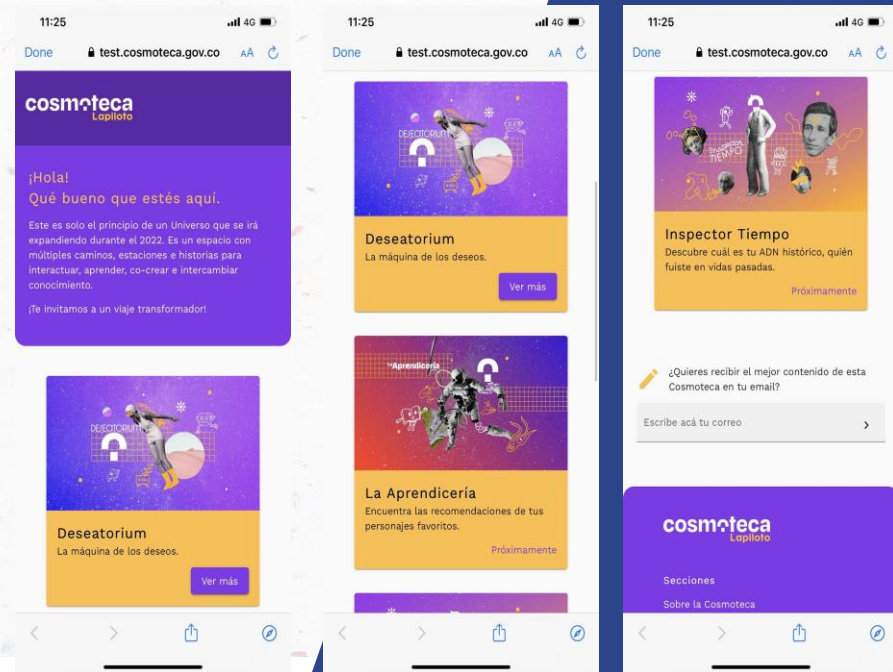 11:25
4G
Done
test.cosmoteca.gov.co
AA
cosmoteca
Lapiloto
¡Hola!
Qué bueno que estés aquí.
Este es solo el principio de un Universo que se irá
expandiendo durante el 2022. Es un espacio con
múltiples caminos, estaciones e historias para
interactuar, aprender, co-crear e intercambiar
conocimiento.
¡Te invitamos a un viaje transformador!
Deseatorium
La máquina de los deseos.
Ver más
11:25
4G
Done
test.cosmoteca.gov.co
AA
Deseatorium
La máquina de los deseos.
Ver más
Aprendicería
La Aprendicería
Encuentra las recomendaciones de tus
personajes favoritos.
Próximamente
11:25
4G
Done
test.cosmoteca.gov.co
AA
TIEMPO
Inspector Tiempo
Descubre cuál es tu ADN histórico, quién
fuiste en vidas pasadas.
Próximamente
¿Quieres recibir el mejor contenido de esta
Cosmoteca en tu email?
Escribe acá tu correo
cosmoteca
Lapiloto
Secciones
Sobre la Cosmoteca